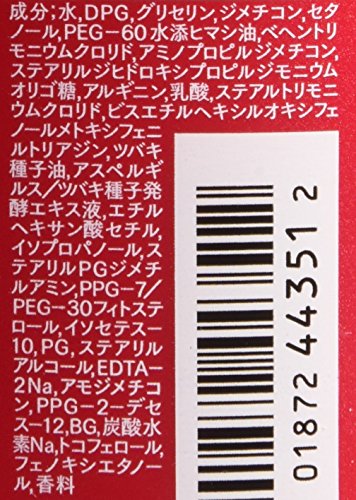 成分;水,DPG,グリセリン,ジメチコン,セタ
ノール,PEG-60水添ヒマシ油,ベヘントリ
モニウムクロリド,アミノプロピルジメチコン,
ステアリルジヒドロキシプロピルジモニウム
オリゴ糖,アルギニン,乳酸,ステアルトリモニ
ウムクロリド,ビスエチルヘキシルオキシフェ
ノールメトキシフェニ
ルトリアジン,ツバキ
種子油,アスペルギ
ルス/ツバキ種子発
酵エキス液,エチル
ヘキサン酸セチル,
イソプロパノール,ス
テアリルPGジメチ
ルアミン,PPG-7/
PEG-30フィトステ
ロール,イソセテス-
10,PG,ステアリル
アルコール,EDTA-
2Na,アモジメチコ
ン,PPG-2-デセ
ス-12,BG,炭酸水
素Na,トコフェロール,
フェノキシエタノー
ル,香料
01872 44351 2